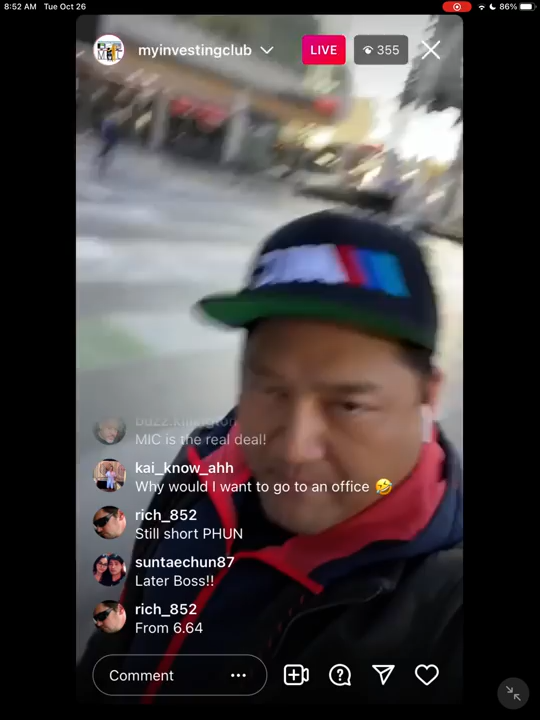 8:52 AM Tue Oct 26
86%
myinvestingclub
LIVE
355
MIC is the real deal!
kai_know_ahh
Why would I want to go to an office 🤣
rich_852
Still short PHUN
suntaechun87
Later Boss!!
rich_852
From 6.64
Comment